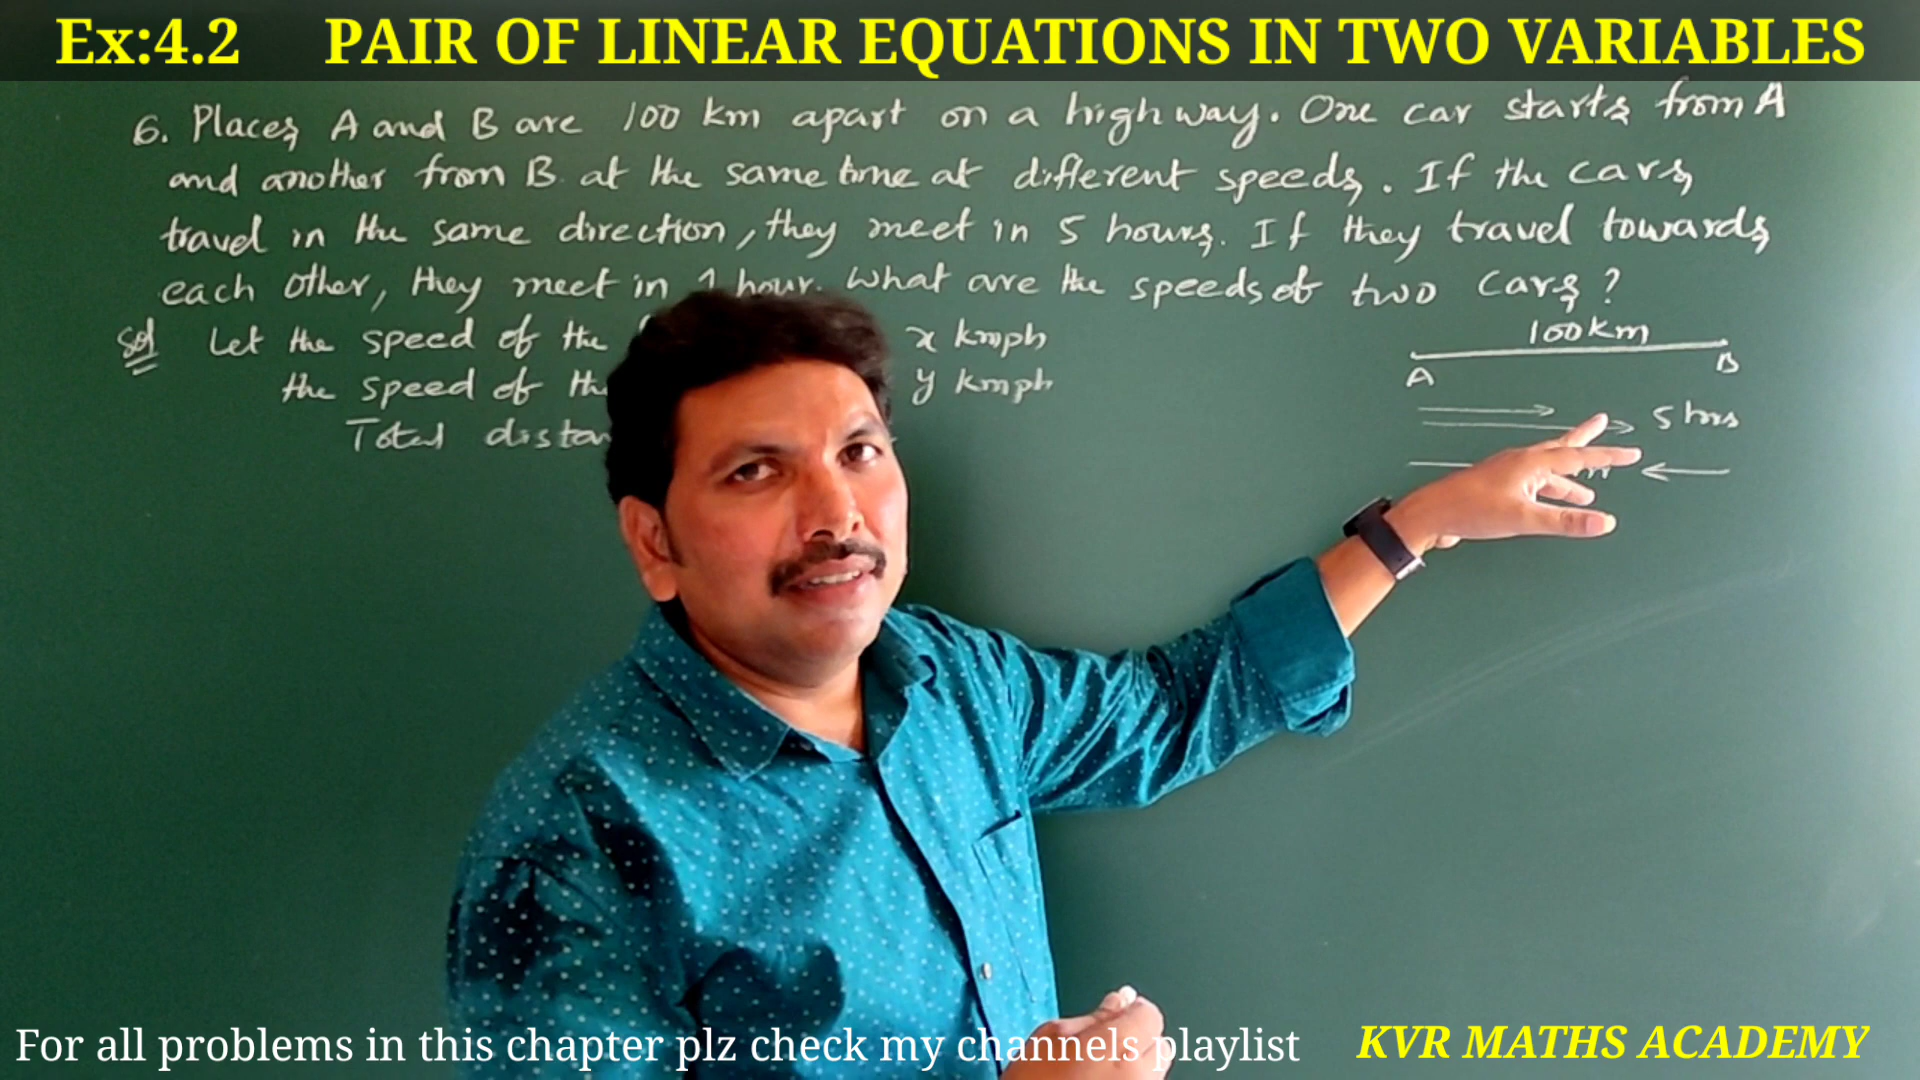 Ex:4.2 PAIR OF LINEAR EQUATIONS IN TWO VARIABLES
6. Places A and B are 100 km apart on a highway. One car starts from A
and another from B at the same time at different speeds. If the cars
travel in the same direction, they meet in 5 hours. If they travel towards
each other, they meet in 1 hour. What are the speeds of two cars?
Sol Let the speed of the x kmph
the speed of the y kmph
Total
100 km
A B
5 hrs
For all problems in this chapter plz check my channels playlist
KVR MATHS ACADEMY